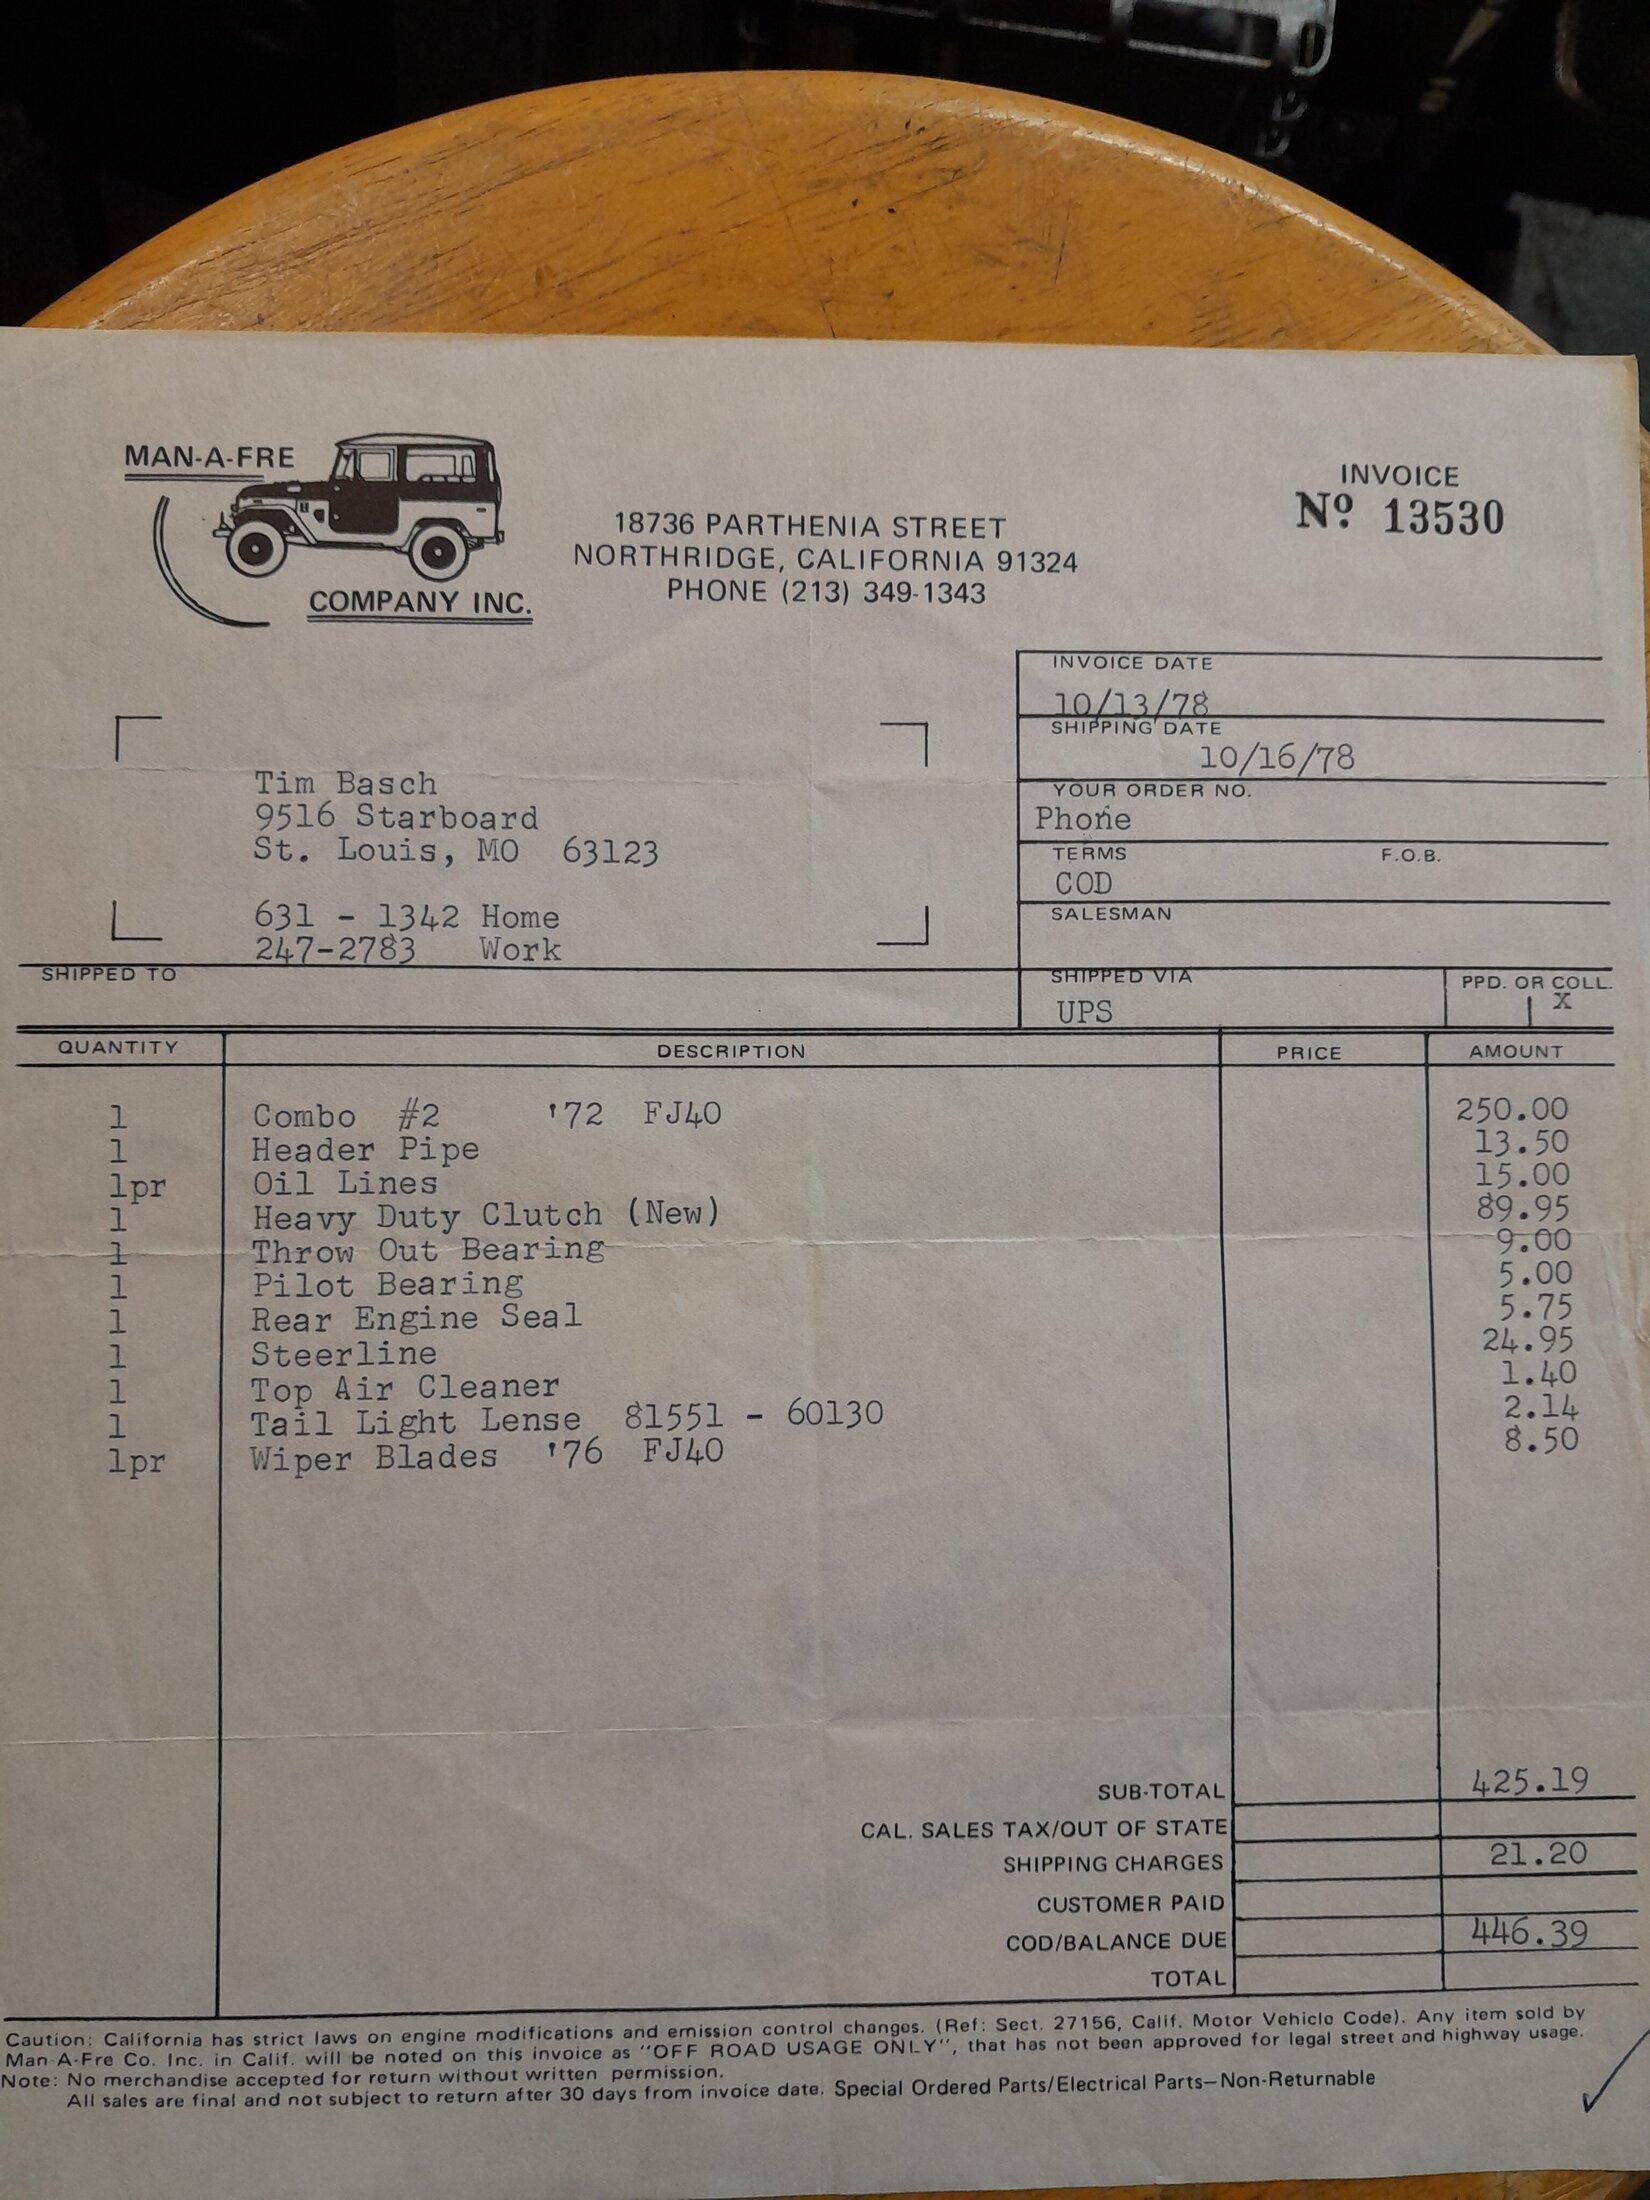 MAN-A-FRE
COMPANY INC.
18736 PARTHENIA STREET
NORTHRIDGE, CALIFORNIA 91324
PHONE (213) 349-1343
INVOICE
Nº 13530
INVOICE DATE
10/13/78
SHIPPING DATE
10/16/78
YOUR ORDER NO.
Phone
TERMS F.O.B.
COD
SALESMAN
Tim Basch
9516 Starboard
St. Louis, MO 63123
631 - 1342 Home
247-2783 Work
SHIPPED TO
SHIPPED VIA PPD. OR COLL.
UPS X
QUANTITY DESCRIPTION PRICE AMOUNT
1 Combo #2 '72 FJ40 250.00
1 Header Pipe 13.50
1pr Oil Lines 15.00
1 Heavy Duty Clutch (New) 89.95
1 Throw Out Bearing 9.00
1 Pilot Bearing 5.00
1 Rear Engine Seal 5.75
1 Steerline 24.95
1 Top Air Cleaner 1.40
1 Tail Light Lense 81551 - 60130 2.14
1pr Wiper Blades '76 FJ40 8.50
SUB-TOTAL 425.19
CAL. SALES TAX/OUT OF STATE
SHIPPING CHARGES 21.20
CUSTOMER PAID
COD/BALANCE DUE 446.39
TOTAL
Caution: California has strict laws on engine modifications and emission control changes. (Ref: Sect. 27156, Calif. Motor Vehicle Code). Any item sold by
Man-A-Fre Co. Inc. in Calif. will be noted on this invoice as "OFF ROAD USAGE ONLY", that has not been approved for legal street and highway usage.
Note: No merchandise accepted for return without written permission.
All sales are final and not subject to return after 30 days from invoice date. Special Ordered Parts/Electrical Parts—Non-Returnable